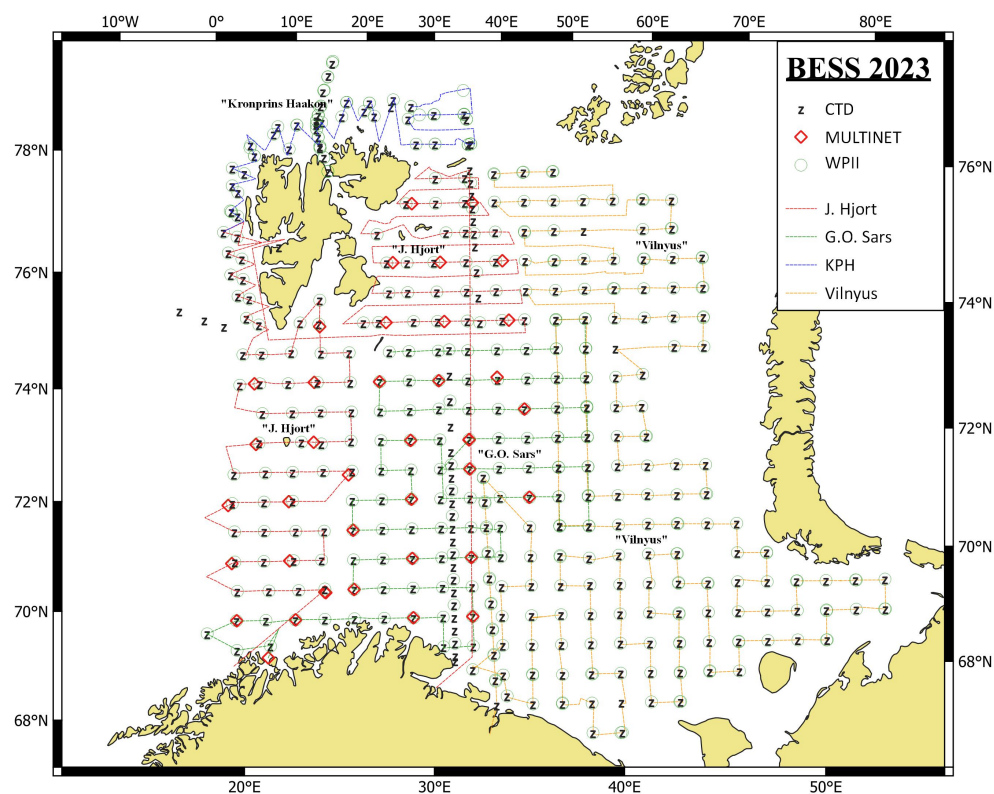 10°W 0° 10°E 20°E 30°E 40°E 50°E 60°E 70°E 80°E
BESS 2023
z CTD
MULTINET
WPII
J. Hjort
G.O. Sars
KPH
Vilnyus
"Kronprins Haakon"
78°N
76°N
"J. Hjort"
"Vilnyus"
76°N
74°N
74°N
"J. Hjort"
72°N
"G.O. Sars"
72°N
"Vilnyus"
70°N
70°N
68°N
68°N
20°E 30°E 40°E 50°E